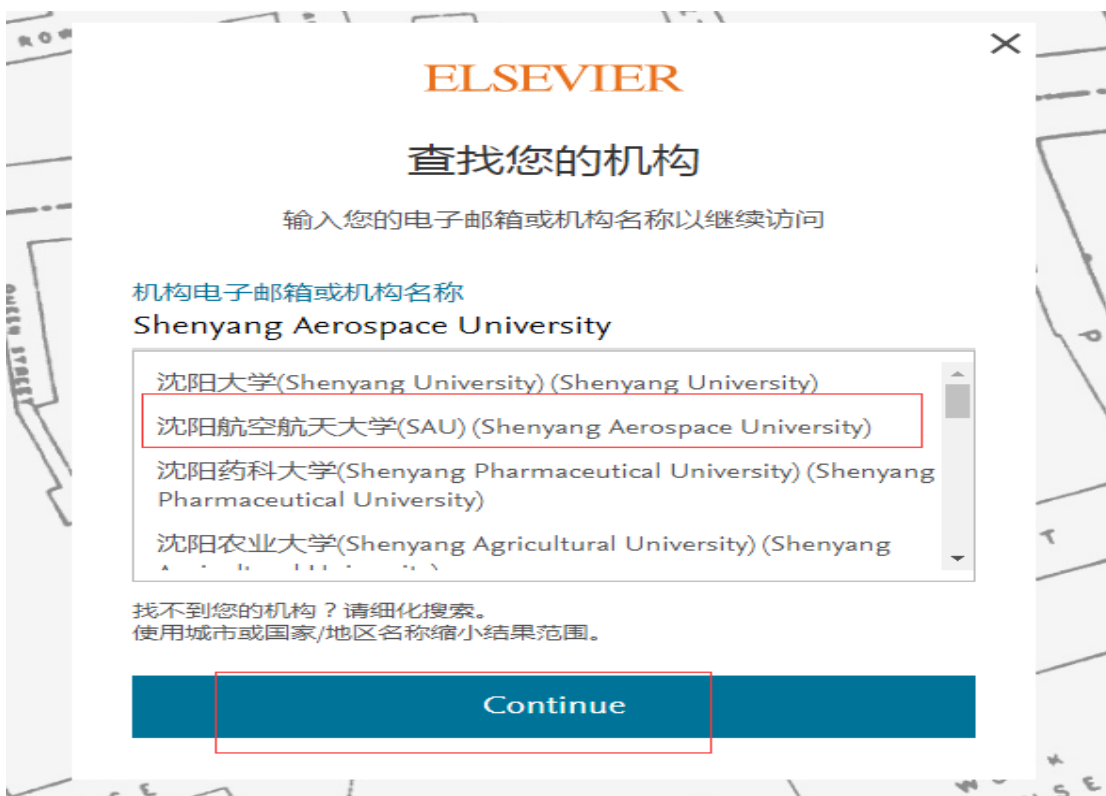 ROW
ELSEVIER
查找您的机构
输入您的电子邮箱或机构名称以继续访问
机构电子邮箱或机构名称
Shenyang Aerospace University
沈阳大学(Shenyang University) (Shenyang University)
沈阳航空航天大学(SAU) (Shenyang Aerospace University)
沈阳药科大学(Shenyang Pharmaceutical University) (Shenyang
Pharmaceutical University)
沈阳农业大学(Shenyang Agricultural University) (Shenyang
找不到您的机构？请细化搜索。
使用城市或国家/地区名称缩小结果范围。
Continue
QUEEN STREET